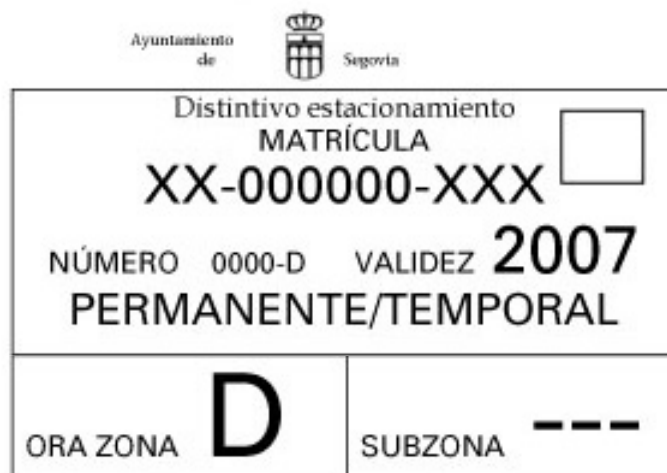 Ayuntamiento
de Segovia
Distintivo estacionamiento
MATRÍCULA
XX-000000-XXX
NÚMERO 0000-D VALIDEZ 2007
PERMANENTE/TEMPORAL
ORA ZONA D SUBZONA ---